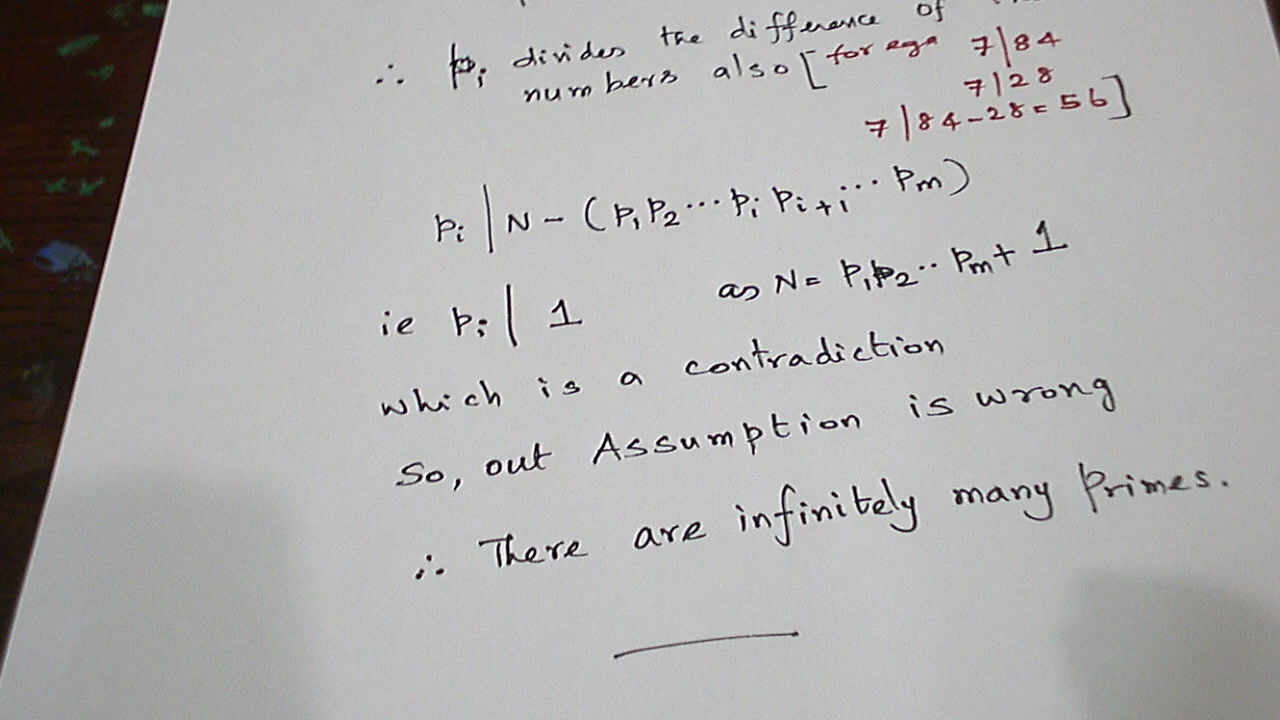 ∴ pᵢ divides the difference of
numbers also [for ega 7|84
7|28
7|84-28=56]
pᵢ | N - (p₁p₂⋯pᵢ pᵢ₊₁⋯pₘ)
ie pᵢ | 1 as N= p₁p₂..pₘ+ 1
which is a contradiction
So, out Assumption is wrong
∴ There are infinitely many Primes.